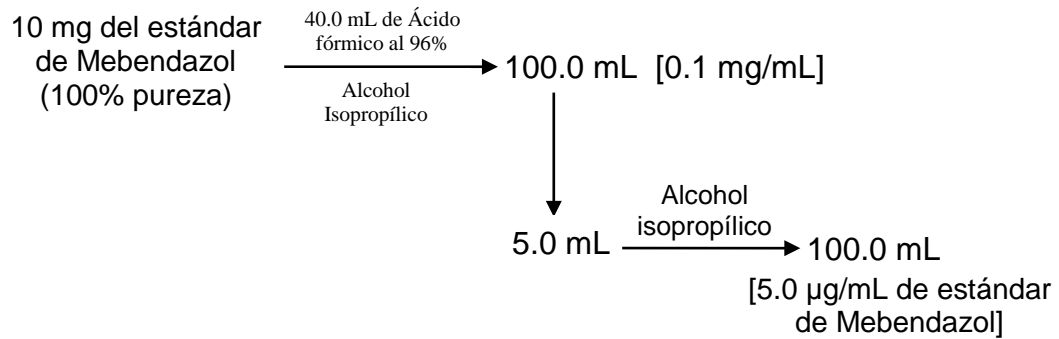 10 mg del estándar
de Mebendazol
(100% pureza)
40.0 mL de Ácido
fórmico al 96%
Alcohol
Isopropílico
100.0 mL [0.1 mg/mL]
5.0 mL
Alcohol
isopropílico
100.0 mL
[5.0 µg/mL de estándar
de Mebendazol]